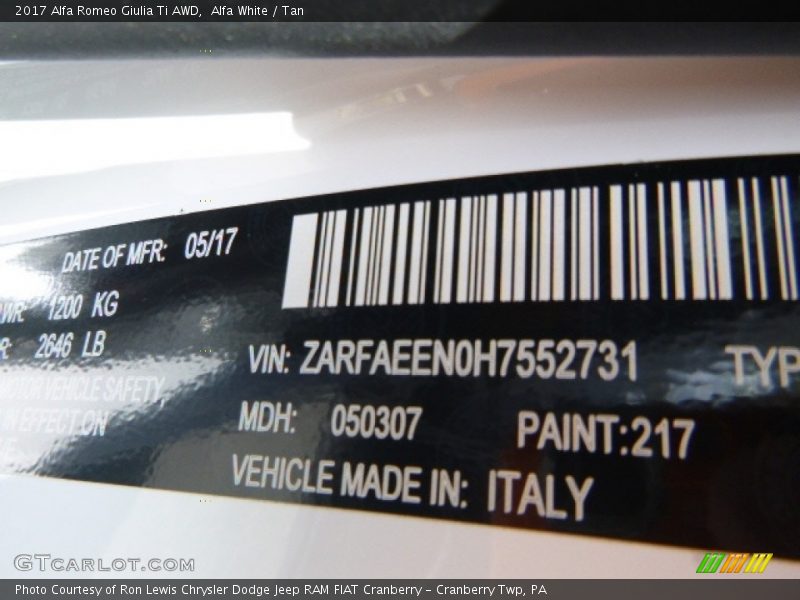 2017 Alfa Romeo Giulia Ti AWD, Alfa White / Tan
DATE OF MFR: 05/17
1200 KG
2646 LB
MOTOR VEHICLE SAFETY
IN EFFECT ON
VIN: ZARFAEEN0H7552731
TYP
MDH: 050307 PAINT:217
VEHICLE MADE IN: ITALY
GTCARLOT.COM
Photo Courtesy of Ron Lewis Chrysler Dodge Jeep RAM FIAT Cranberry – Cranberry Twp, PA